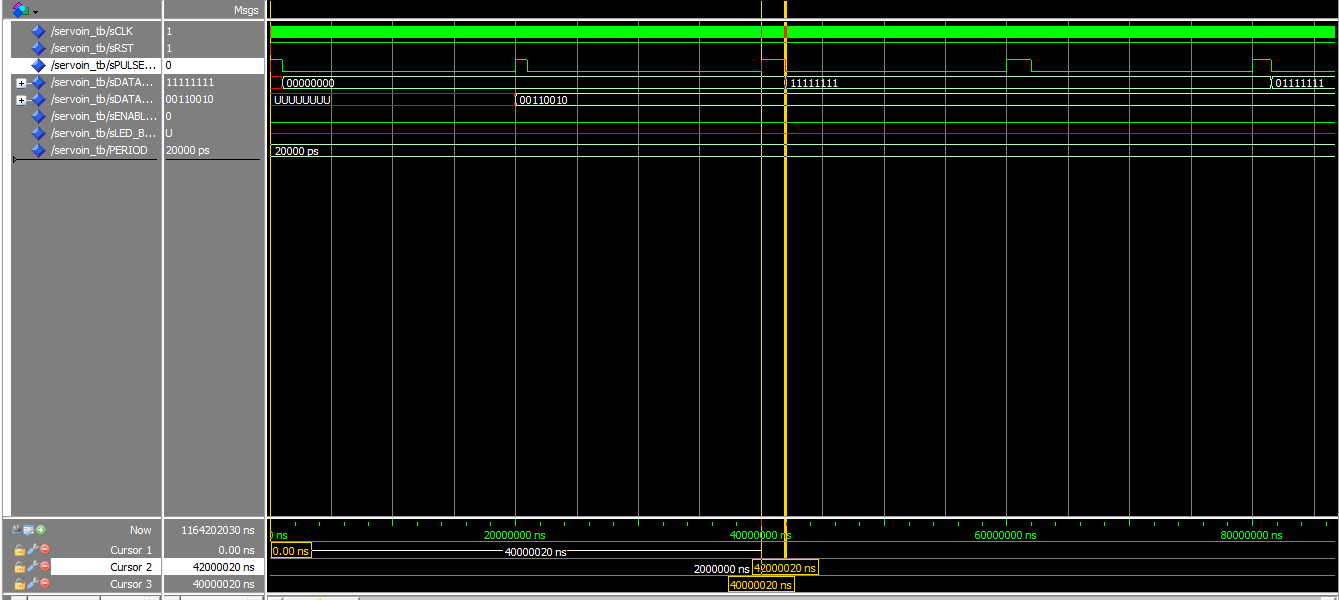 Msgs
/servoin_tb/sCLK 1
/servoin_tb/sRST 1
/servoin_tb/sPULSE... 0
/servoin_tb/sDATA... 11111111 00000000 11111111 01111111
/servoin_tb/sDATA... 00110010 UUUUUUUU 00110010
/servoin_tb/sENABL... 0
/servoin_tb/sLED_B... U
/servoin_tb/PERIOD 20000 ps 20000 ps
Now 1164202030 ns ns 20000000 ns 40000000 ns 60000000 ns 80000000 ns
Cursor 1 0.00 ns 0.00 ns 40000020 ns
Cursor 2 42000020 ns 2000000 ns 42000020 ns
Cursor 3 40000020 ns 40000020 ns